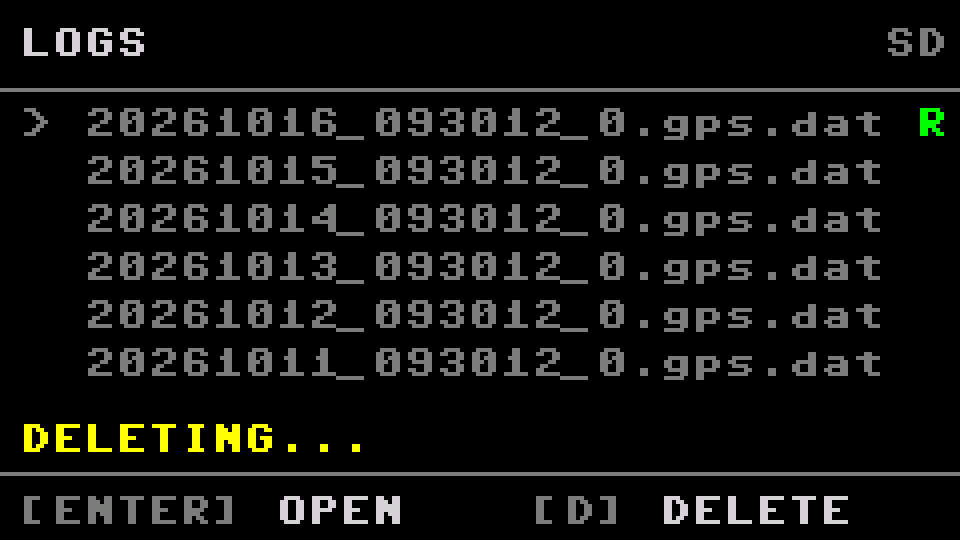 LOGS SD
> 20261016_093012_0.gps.dat R
20261015_093012_0.gps.dat
20261014_093012_0.gps.dat
20261013_093012_0.gps.dat
20261012_093012_0.gps.dat
20261011_093012_0.gps.dat
DELETING...
[ENTER] OPEN [D] DELETE